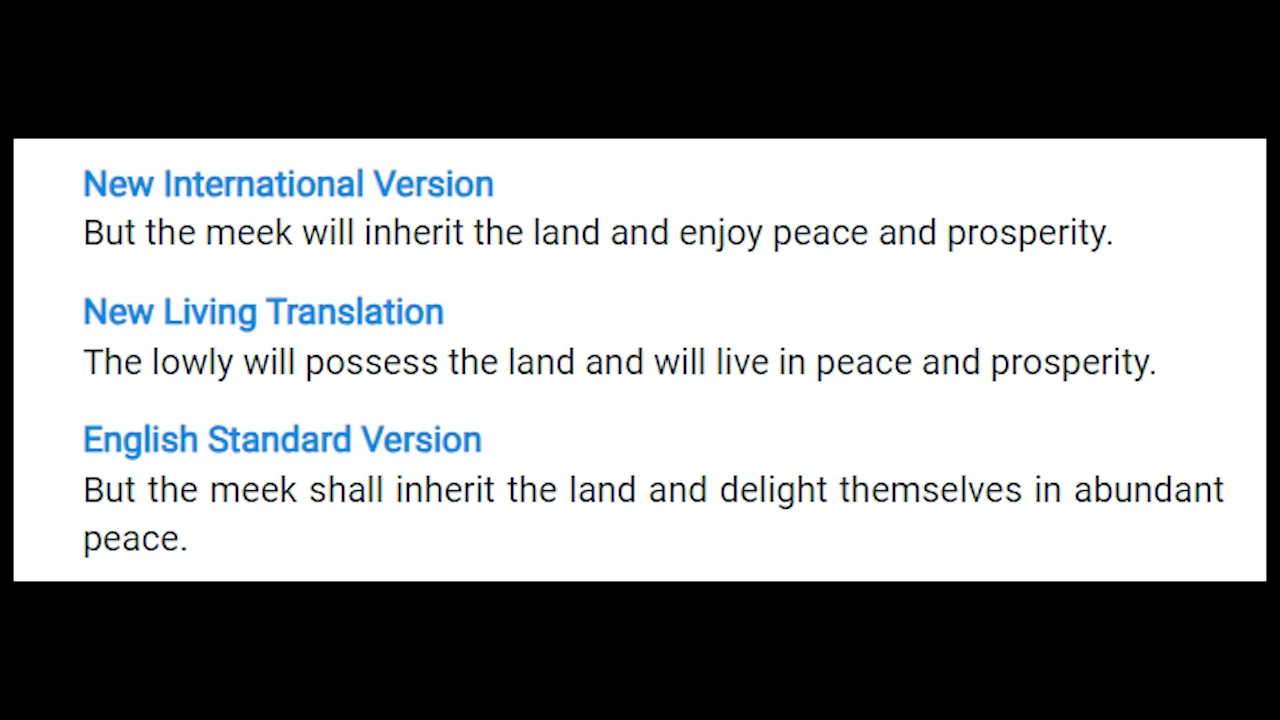 New International Version
But the meek will inherit the land and enjoy peace and prosperity.
New Living Translation
The lowly will possess the land and will live in peace and prosperity.
English Standard Version
But the meek shall inherit the land and delight themselves in abundant
peace.